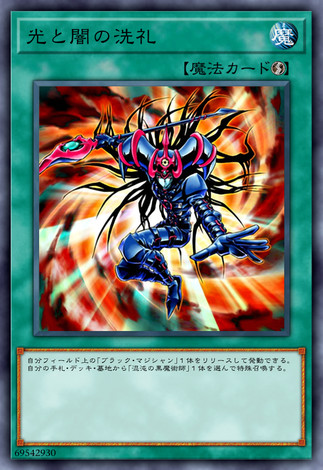 光と闇の洗礼
魔
【魔法カード】
自分フィールド上の「ブラック・マジシャン」1体をリリースして発動できる。
自分の手札・デッキ・墓地から「混沌の黒魔術師」1体を選んで特殊召喚する。
69542930